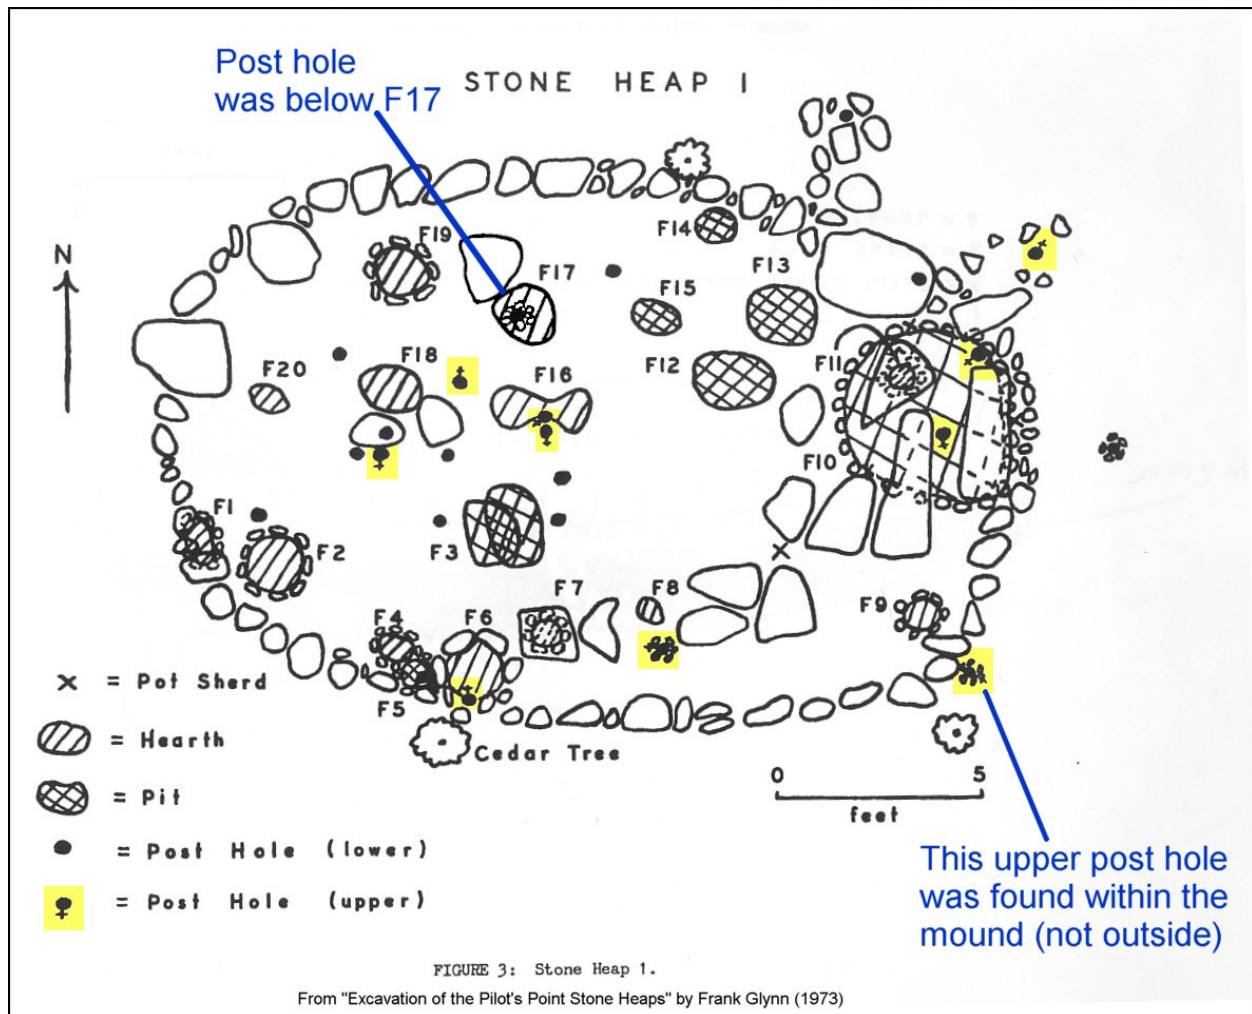 Post hole
was below F17
STONE HEAP I
N
F19
F14
F17
F13
F15
F18
F12
F11
F20
F16
F10
F1
F2
F3
F7
F8
F9
F4
F6
F5
x = Pot Sherd
= Hearth
= Pit
= Post Hole (lower)
= Post Hole (upper)
Cedar Tree
0 5
feet
This upper post hole
was found within the
mound (not outside)
FIGURE 3: Stone Heap 1.
From "Excavation of the Pilot's Point Stone Heaps" by Frank Glynn (1973)